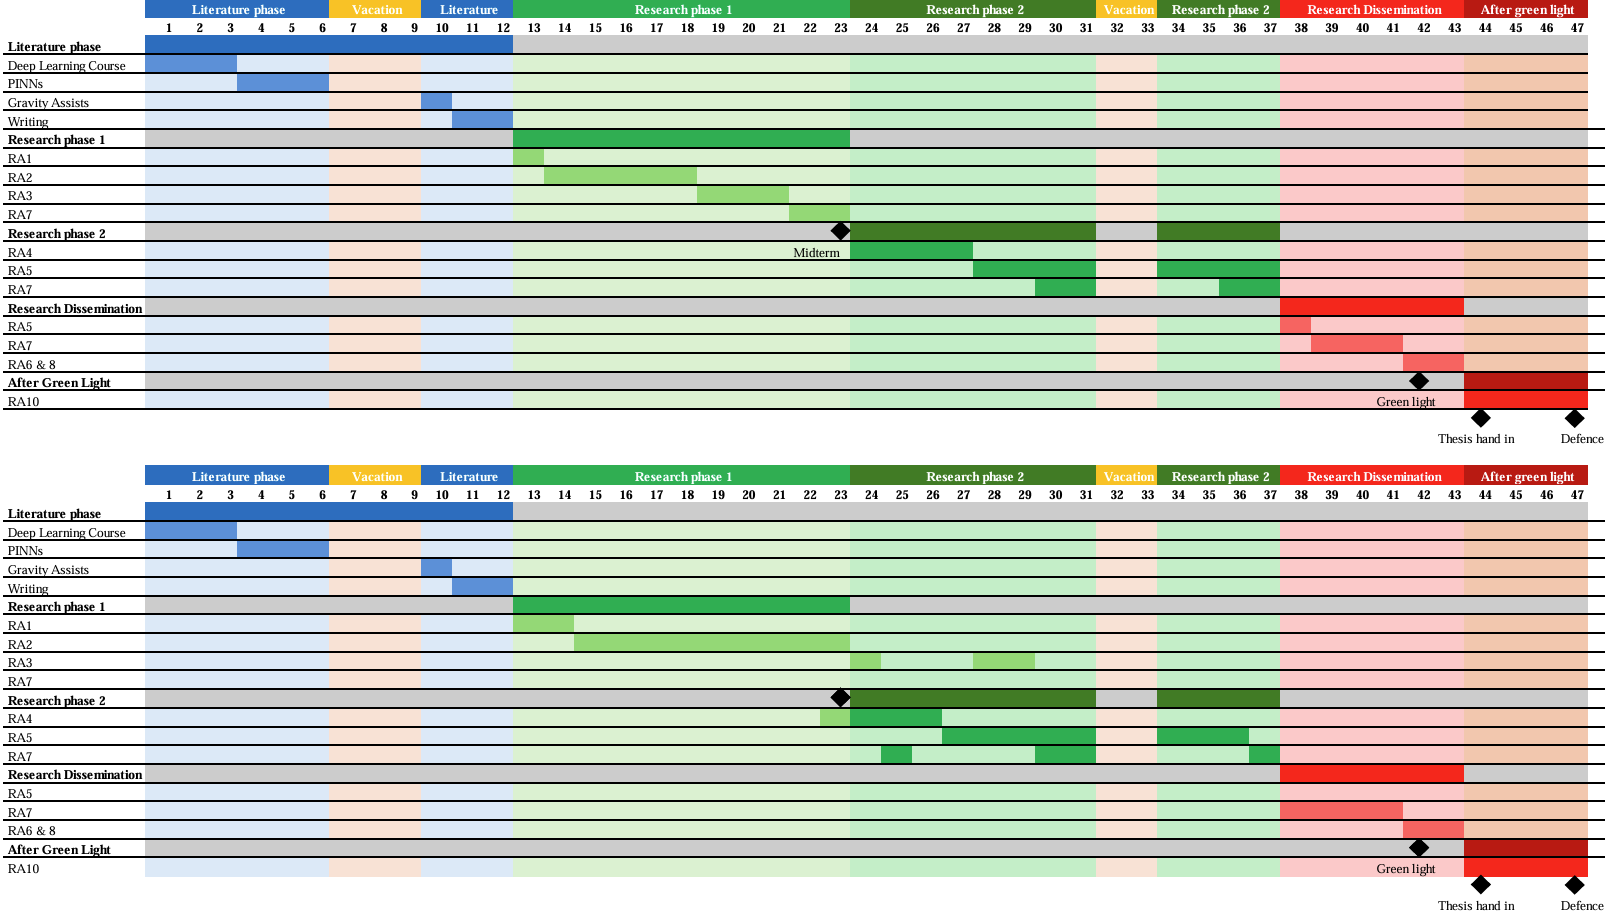 Literature phase Vacation Literature Research phase 1 Research phase 2 Vacation Research phase 2 Research Dissemination After green light
1 2 3 4 5 6 7 8 9 10 11 12 13 14 15 16 17 18 19 20 21 22 23 24 25 26 27 28 29 30 31 32 33 34 35 36 37 38 39 40 41 42 43 44 45 46 47
Literature phase
Deep Learning Course
PINNs
Gravity Assists
Writing
Research phase 1
RA1
RA2
RA3
RA7
Research phase 2
RA4 Midterm
RA5
RA7
Research Dissemination
RA5
RA7
RA6 & 8
After Green Light
RA10 Green light
Thesis hand in Defence
Literature phase Vacation Literature Research phase 1 Research phase 2 Vacation Research phase 2 Research Dissemination After green light
1 2 3 4 5 6 7 8 9 10 11 12 13 14 15 16 17 18 19 20 21 22 23 24 25 26 27 28 29 30 31 32 33 34 35 36 37 38 39 40 41 42 43 44 45 46 47
Literature phase
Deep Learning Course
PINNs
Gravity Assists
Writing
Research phase 1
RA1
RA2
RA3
RA7
Research phase 2
RA4
RA5
RA7
Research Dissemination
RA5
RA7
RA6 & 8
After Green Light
RA10 Green light
Thesis hand in Defence